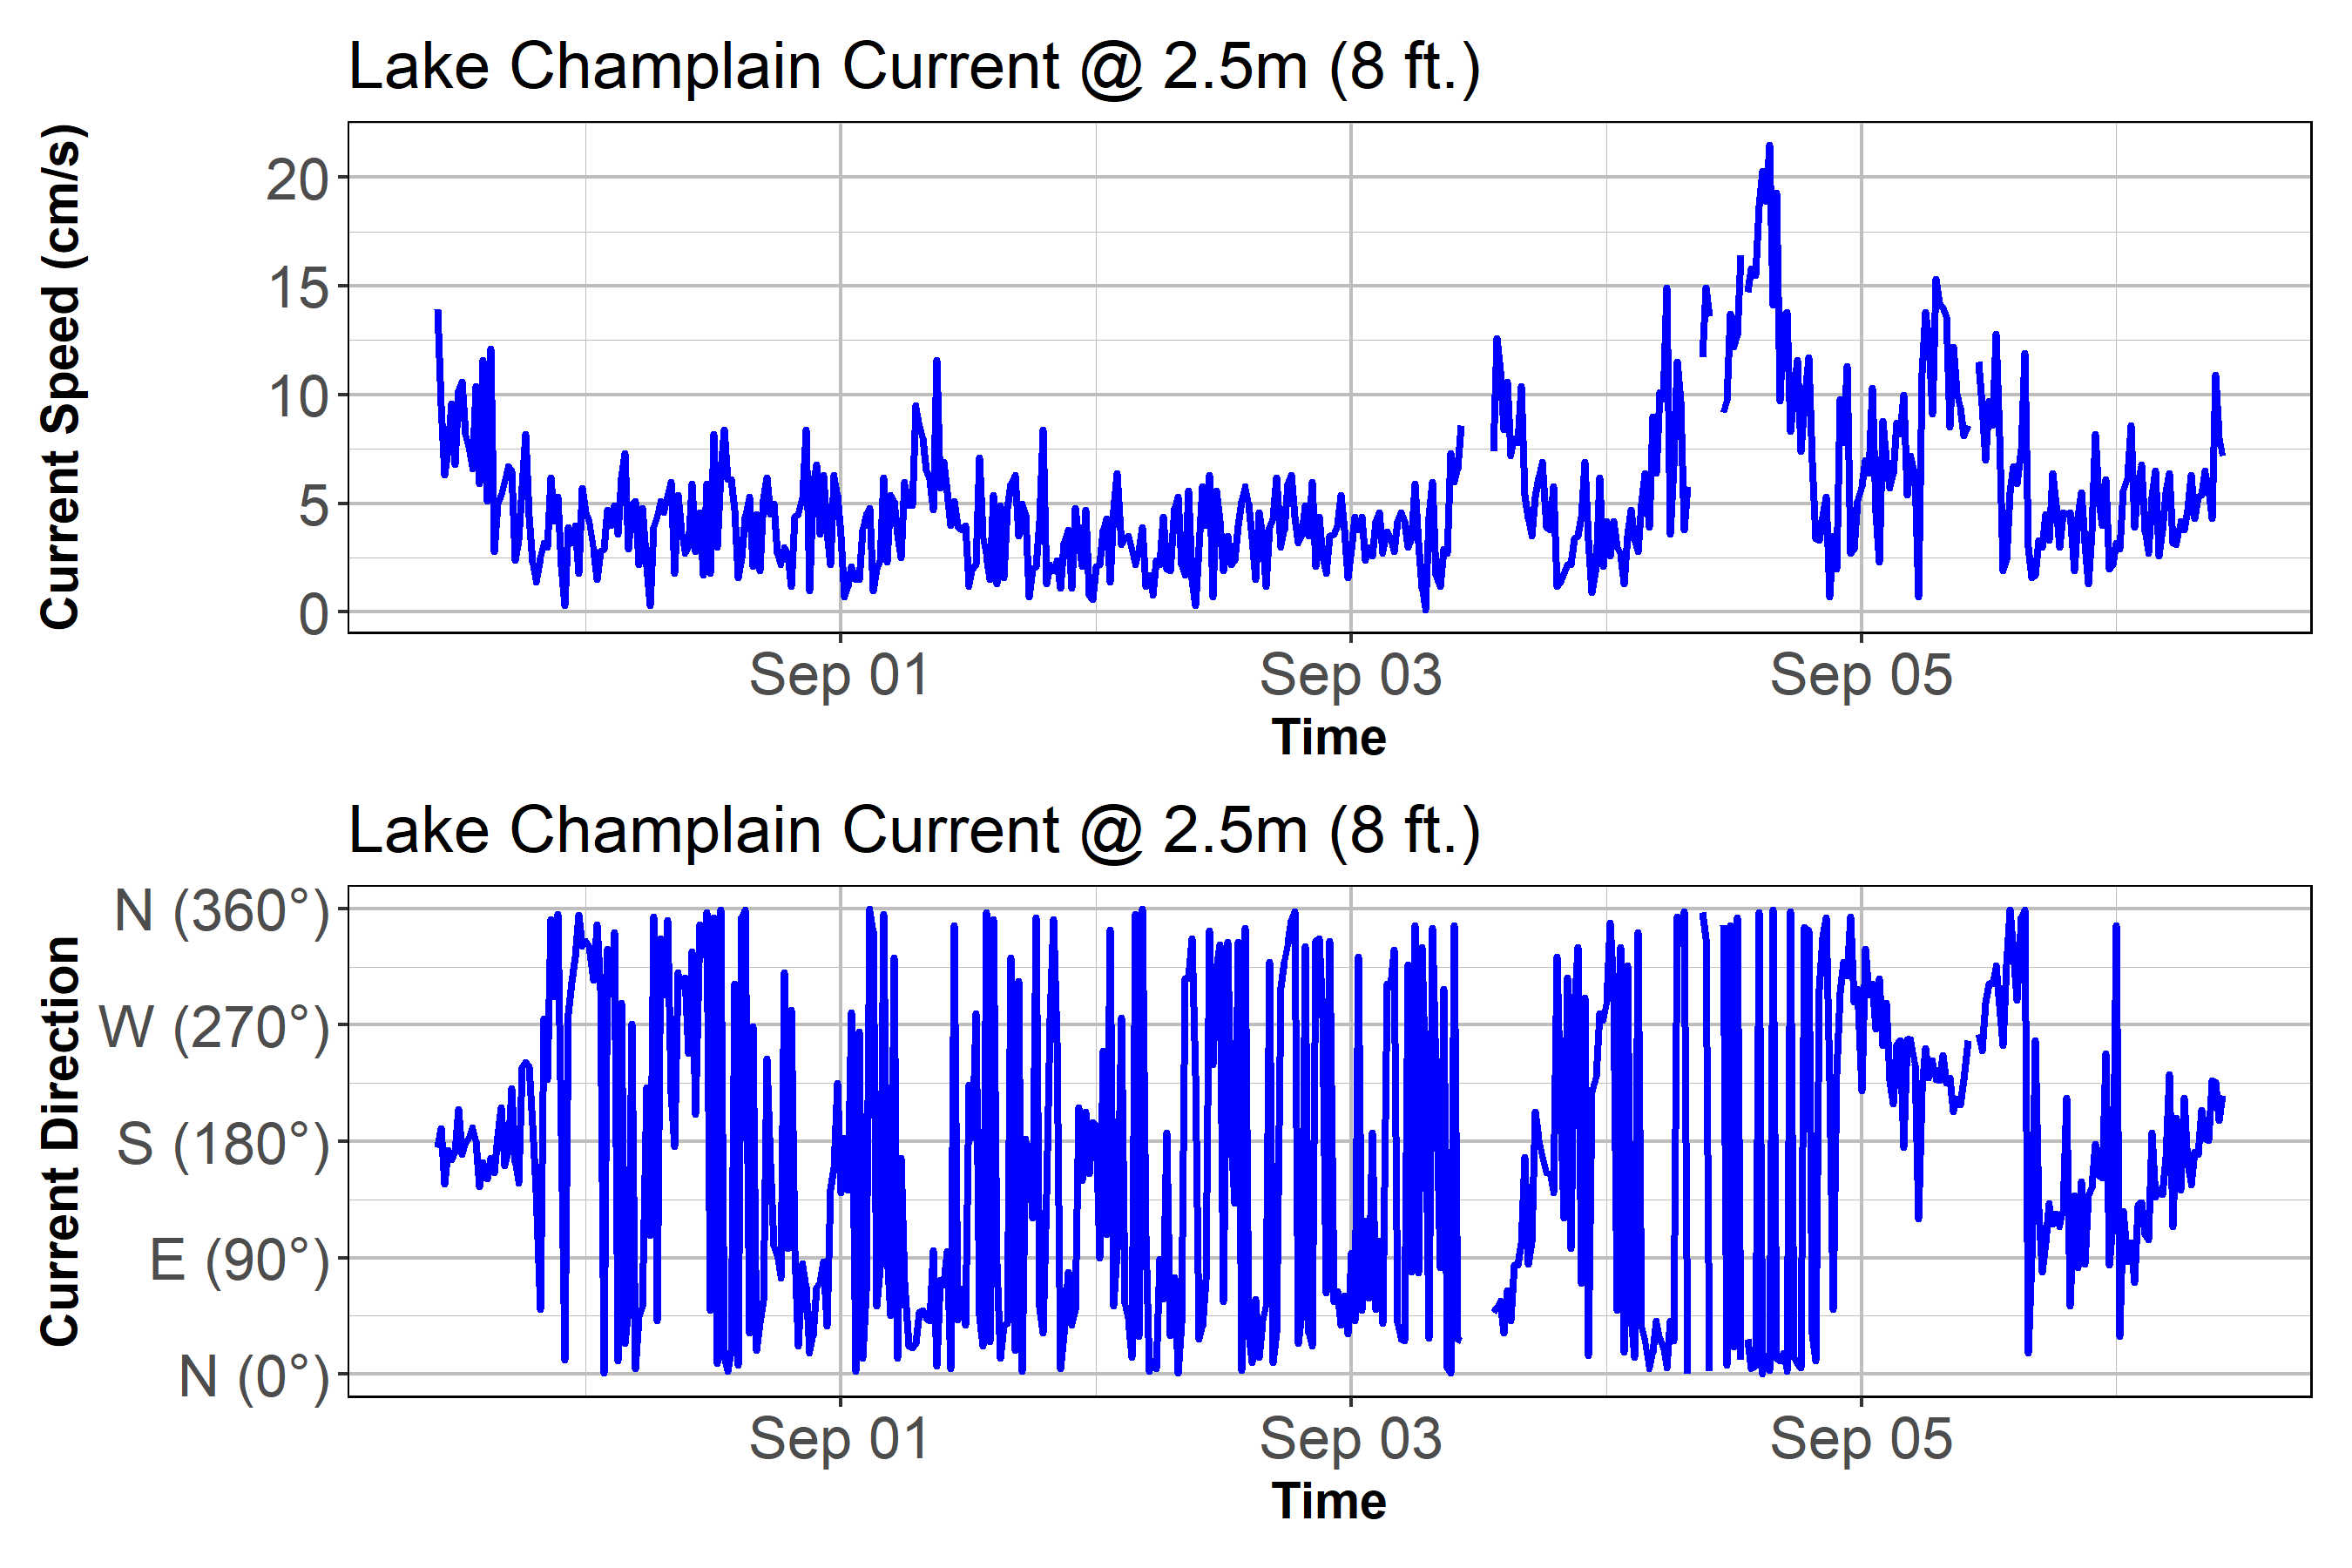 Lake Champlain Current @ 2.5m (8 ft.)
Current Speed (cm/s)
20
15
10
5
0
Sep 01
Sep 03
Sep 05
Time
Lake Champlain Current @ 2.5m (8 ft.)
Current Direction
N (360°)
W (270°)
S (180°)
E (90°)
N (0°)
Sep 01
Sep 03
Sep 05
Time